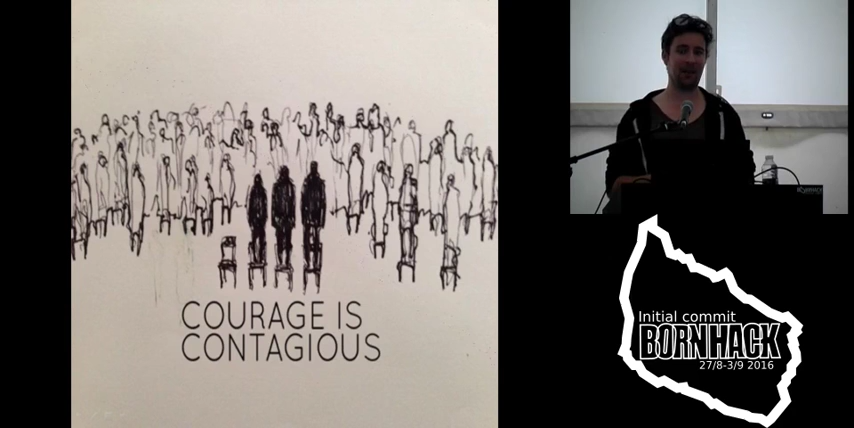 COURAGE IS
CONTAGIOUS
Initial commit
BORNHACK
27/8-3/9 2016